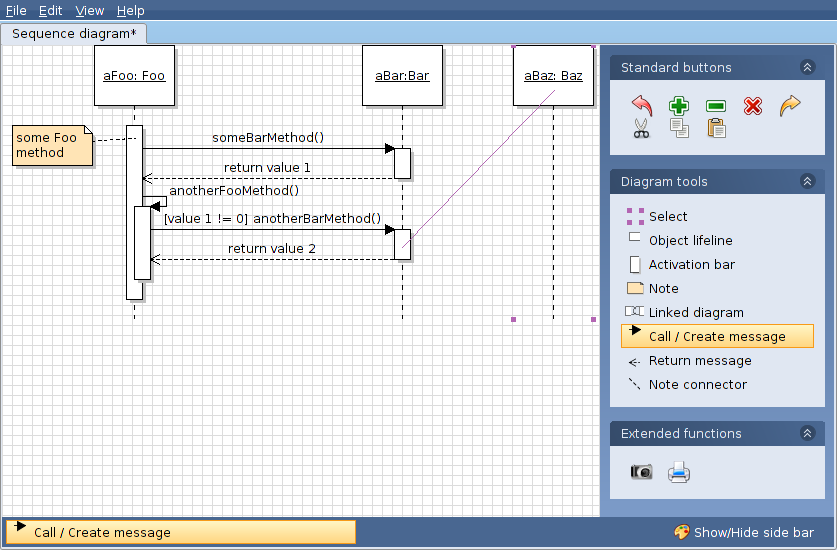 File Edit View Help
Sequence diagram*
aFoo: Foo
aBar:Bar
aBaz: Baz
some Foo
method
someBarMethod()
return value 1
anotherFooMethod()
[value 1 != 0] anotherBarMethod()
return value 2
Standard buttons
Diagram tools
Select
Object lifeline
Activation bar
Note
Linked diagram
Call / Create message
Return message
Note connector
Extended functions
Call / Create message
Show/Hide side bar